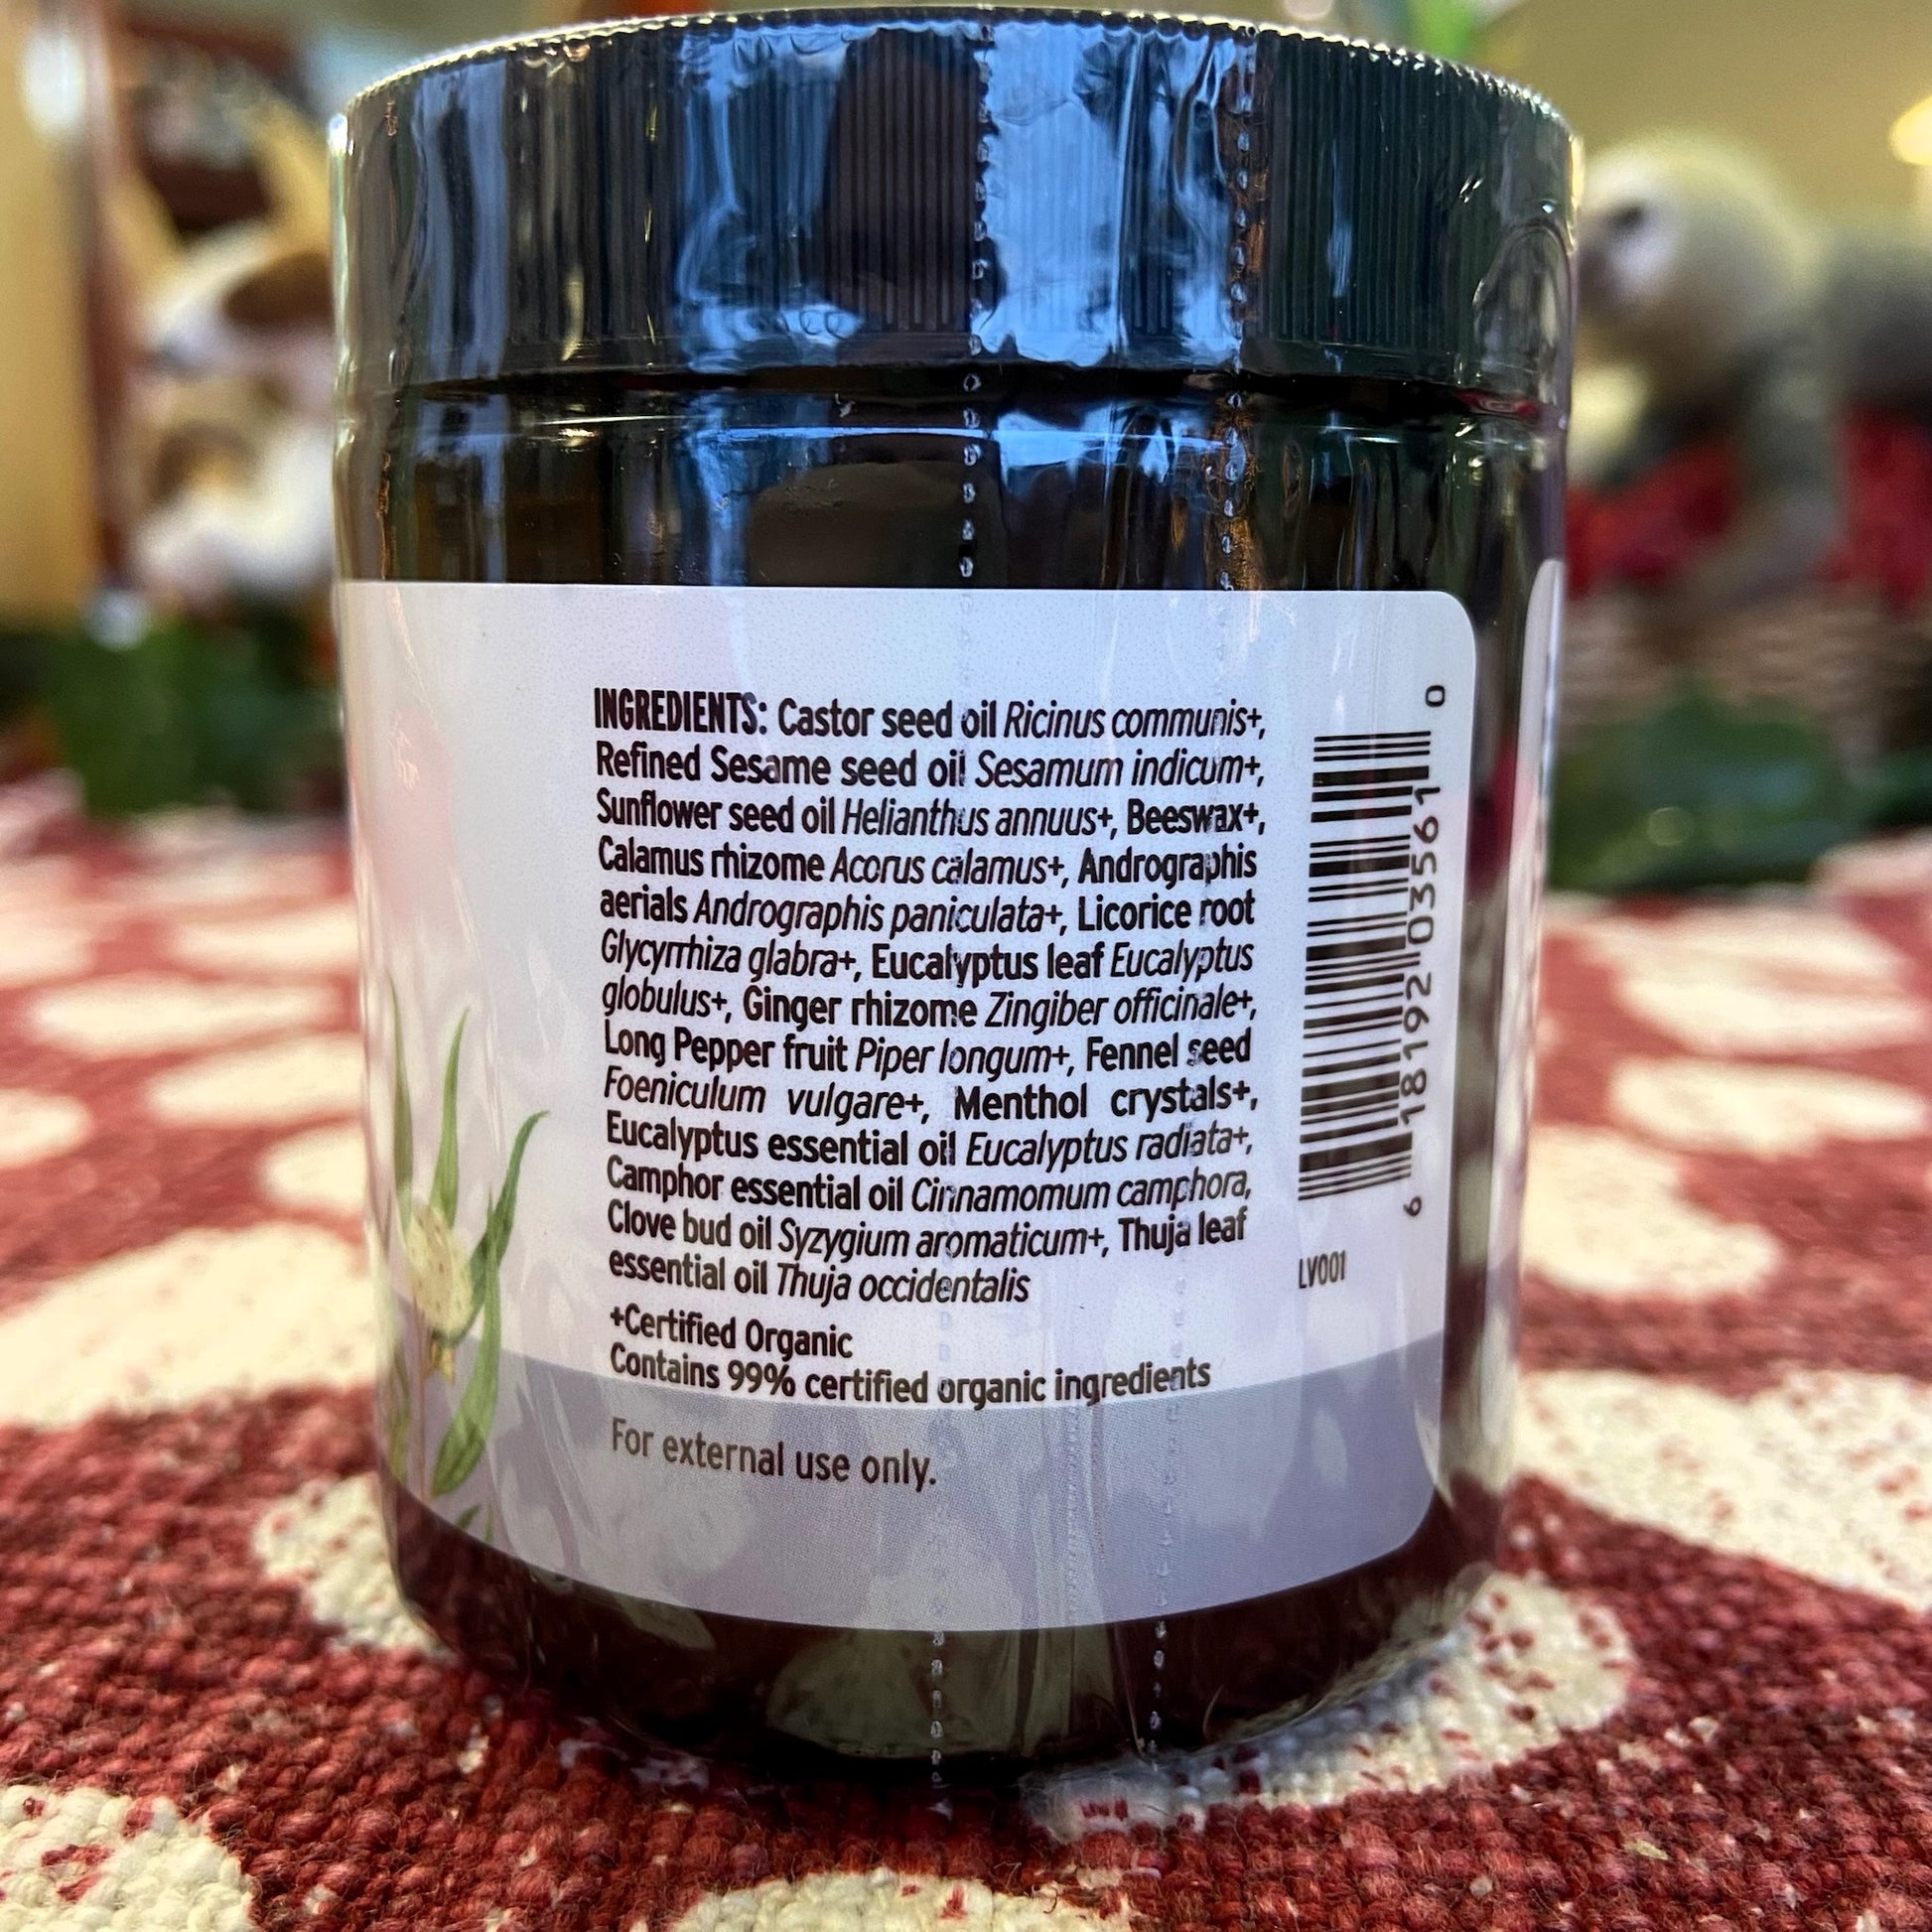 INGREDIENTS: Castor seed oil Ricinus communis+,
Refined Sesame seed oil Sesamum indicum+,
Sunflower seed oil Helianthus annuus+, Beeswax+,
Calamus rhizome Acorus calamus+, Andrographis
aerials Andrographis paniculata+, Licorice root
Glycyrrhiza glabra+, Eucalyptus leaf Eucalyptus
globulus+, Ginger rhizome Zingiber officinale+,
Long Pepper fruit Piper longum+, Fennel seed
Foeniculum vulgare+, Menthol crystals+,
Eucalyptus essential oil Eucalyptus radiata+,
Camphor essential oil Cinnamomum camphora,
Clove bud oil Syzygium aromaticum+, Thuja leaf
essential oil Thuja occidentalis
+Certified Organic
Contains 99% certified organic ingredients
For external use only.
6 18192 03561 0
LV001